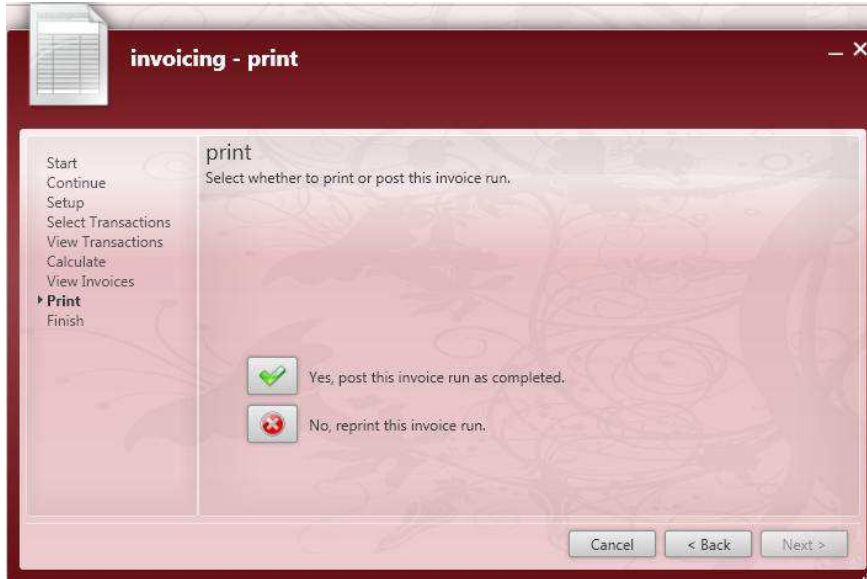 invoicing - print
Start
Continue
Setup
Select Transactions
View Transactions
Calculate
View Invoices
Print
Finish
print
Select whether to print or post this invoice run.
Yes, post this invoice run as completed.
No, reprint this invoice run.
Cancel
< Back
Next >